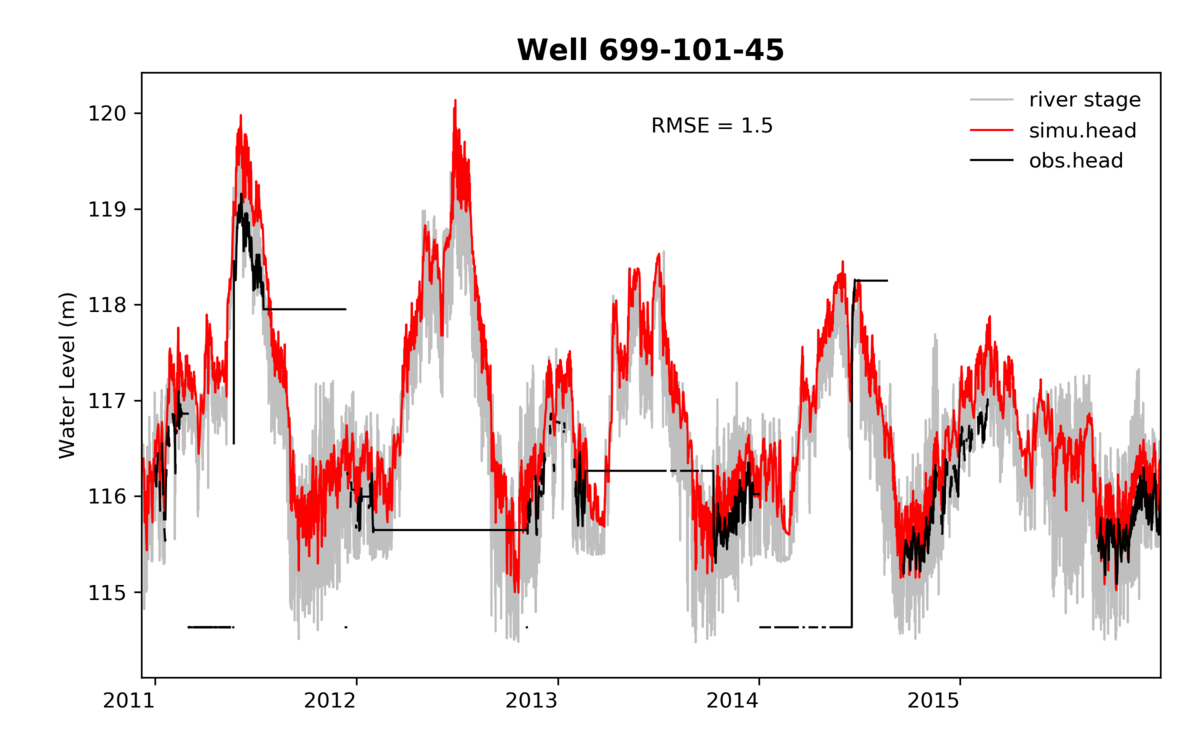 Well 699-101-45
RMSE = 1.5
river stage
simu.head
obs.head
Water Level (m)
120
119
118
117
116
115
2011
2012
2013
2014
2015